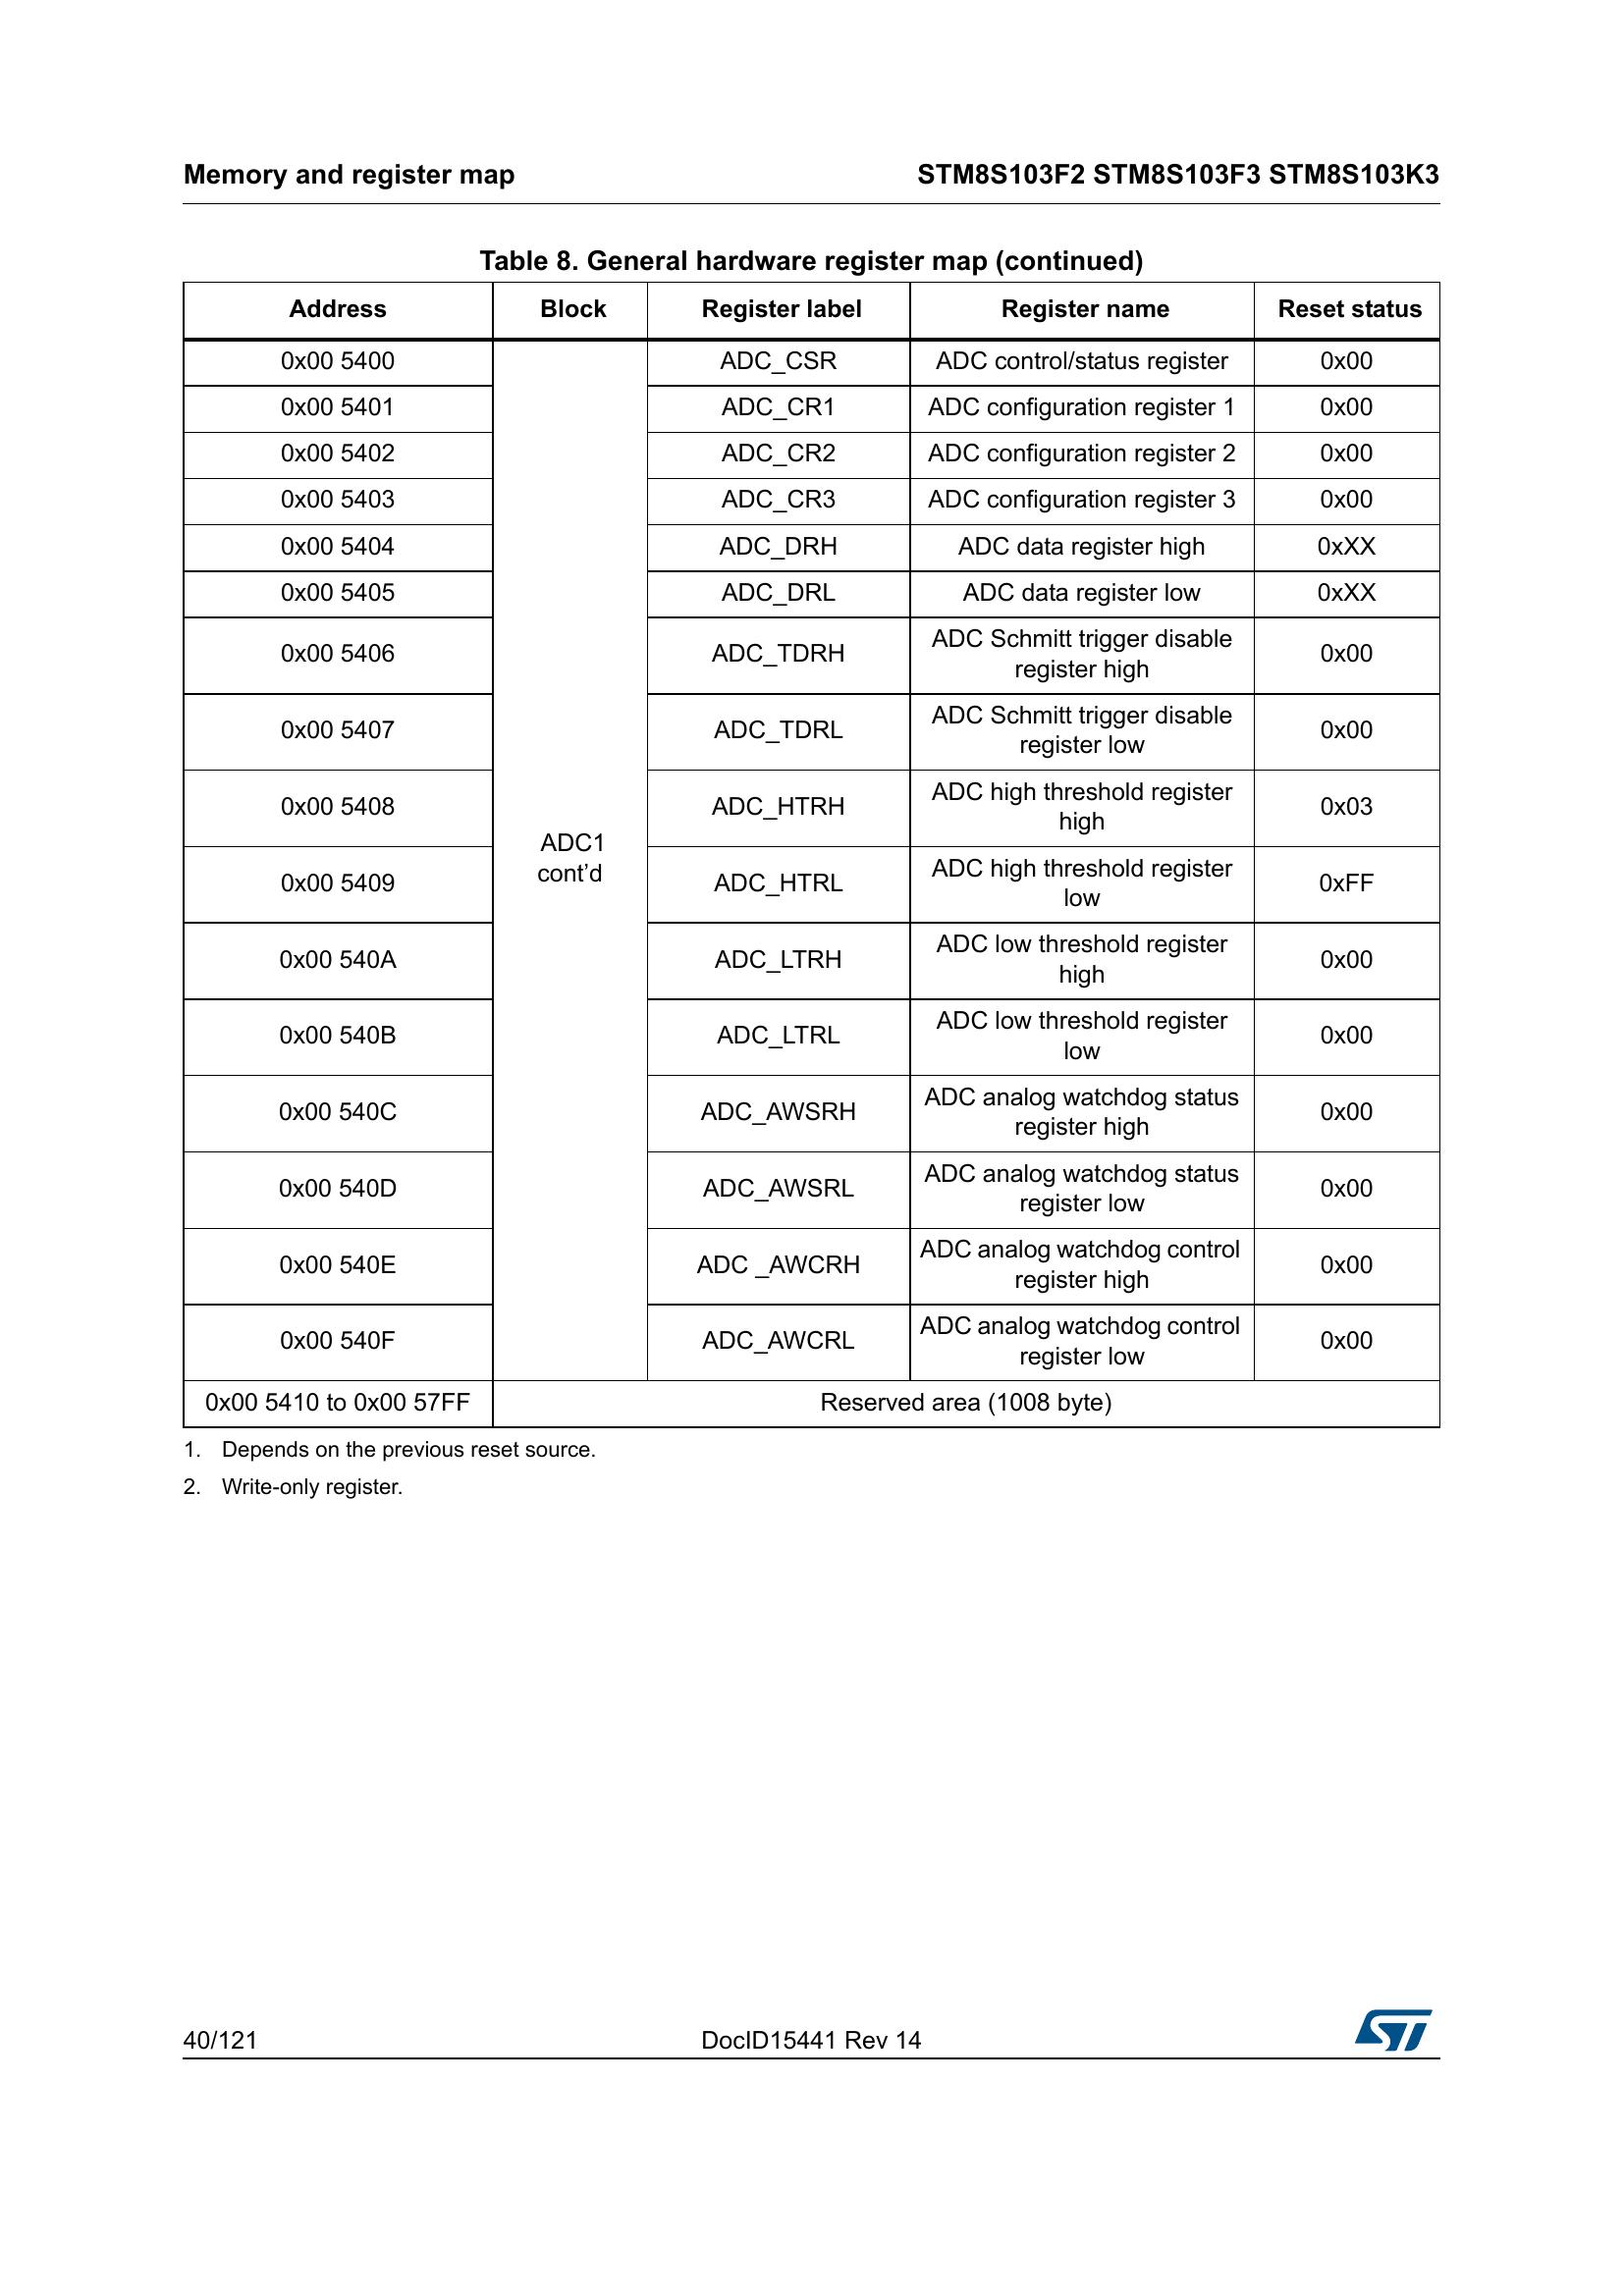 Memory and register map STM8S103F2 STM8S103F3 STM8S103K3
Table 8. General hardware register map (continued)
Address Block Register label Register name Reset status
0x00 5400 ADC_CSR ADC control/status register 0x00
0x00 5401 ADC_CR1 ADC configuration register 1 0x00
0x00 5402 ADC_CR2 ADC configuration register 2 0x00
0x00 5403 ADC_CR3 ADC configuration register 3 0x00
0x00 5404 ADC_DRH ADC data register high 0xXX
0x00 5405 ADC_DRL ADC data register low 0xXX
0x00 5406 ADC_TDRH ADC Schmitt trigger disable
register high 0x00
0x00 5407 ADC_TDRL ADC Schmitt trigger disable
register low 0x00
0x00 5408 ADC_HTRH ADC high threshold register
high 0x03
ADC1
cont’d
0x00 5409 ADC_HTRL ADC high threshold register
low 0xFF
0x00 540A ADC_LTRH ADC low threshold register
high 0x00
0x00 540B ADC_LTRL ADC low threshold register
low 0x00
0x00 540C ADC_AWSRH ADC analog watchdog status
register high 0x00
0x00 540D ADC_AWSRL ADC analog watchdog status
register low 0x00
0x00 540E ADC _AWCRH ADC analog watchdog control
register high 0x00
0x00 540F ADC_AWCRL ADC analog watchdog control
register low 0x00
0x00 5410 to 0x00 57FF Reserved area (1008 byte)
1. Depends on the previous reset source.
2. Write-only register.
40/121 DocID15441 Rev 14 ST